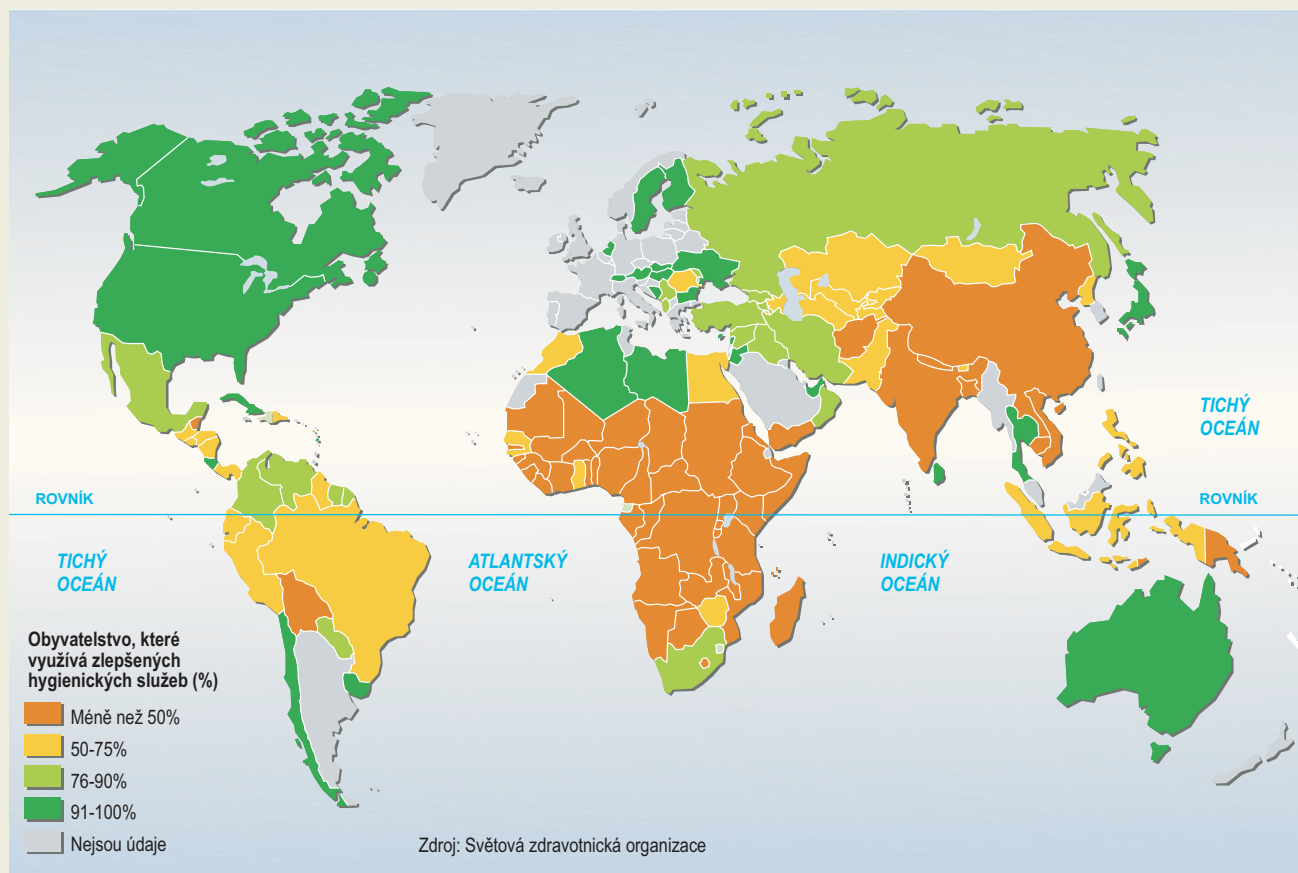 TICHÝ
OCEÁN
ROVNÍK
ROVNÍK
TICHÝ
OCEÁN
ATLANTSKÝ
OCEÁN
INDICKÝ
OCEÁN
Obyvatelstvo, které
využívá zlepšených
hygienických služeb (%)
Méně než 50%
50-75%
76-90%
91-100%
Nejsou údaje
Zdroj: Světová zdravotnická organizace